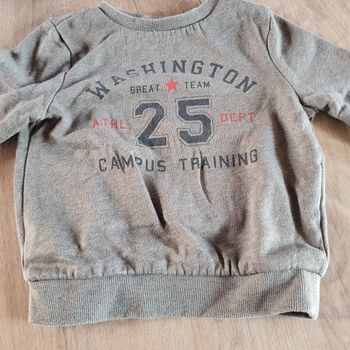 WASHINGTON
GREAT ★ TEAM
ATHL. 25 DEPT.
CAMPUS TRAINING